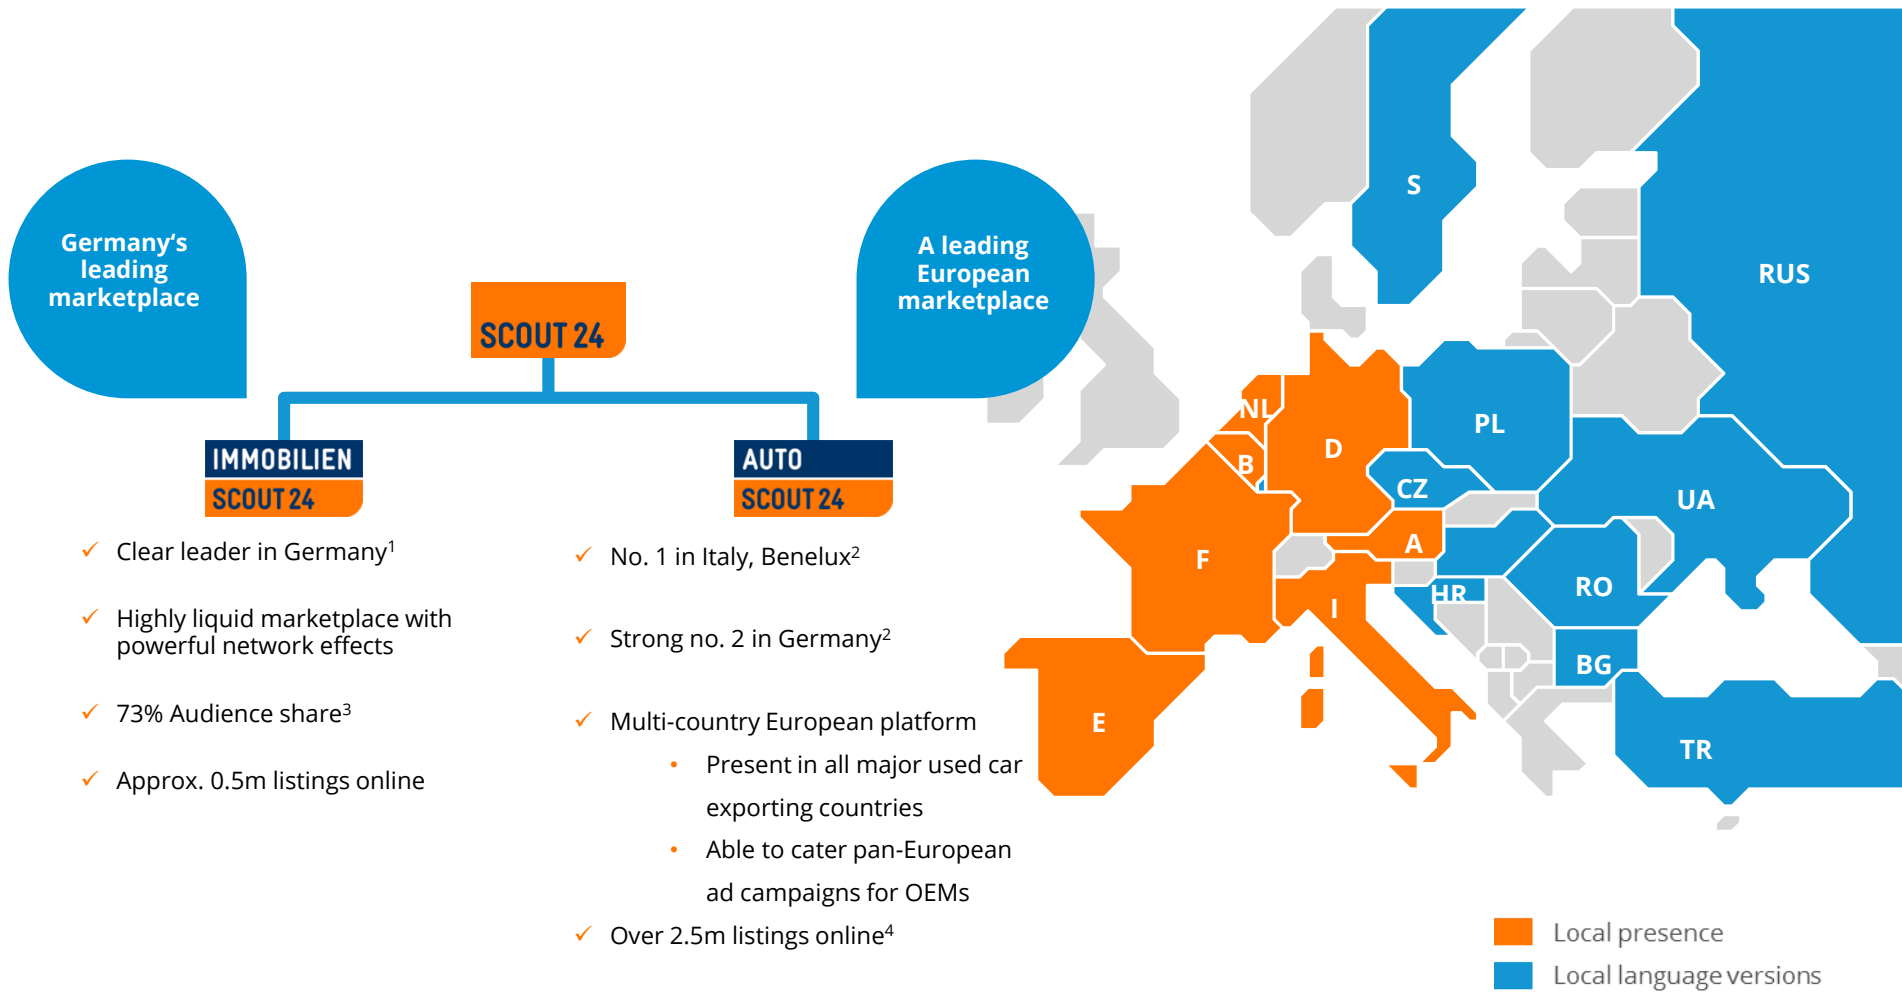 Germany‘s
leading
marketplace
SCOUT 24
A leading
European
marketplace
IMMOBILIEN
SCOUT 24
✓ Clear leader in Germany¹
✓ Highly liquid marketplace with
powerful network effects
✓ 73% Audience share³
✓ Approx. 0.5m listings online
AUTO
SCOUT 24
✓ No. 1 in Italy, Benelux²
✓ Strong no. 2 in Germany²
✓ Multi-country European platform
• Present in all major used car
exporting countries
• Able to cater pan-European
ad campaigns for OEMs
✓ Over 2.5m listings online⁴
S
RUS
NL
D
PL
B
CZ
UA
A
F
HR
RO
I
BG
E
TR
Local presence
Local language versions